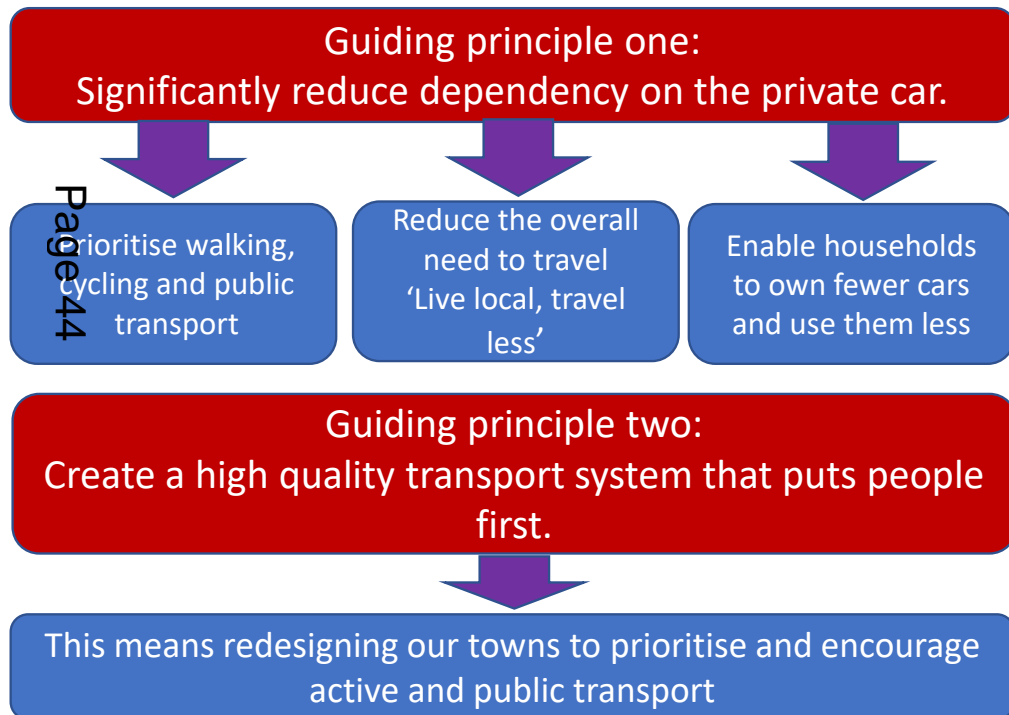 Guiding principle one:
Significantly reduce dependency on the private car.
Page 44
Prioritise walking,
cycling and public
transport
Reduce the overall
need to travel
‘Live local, travel
less’
Enable households
to own fewer cars
and use them less
Guiding principle two:
Create a high quality transport system that puts people
first.
This means redesigning our towns to prioritise and encourage
active and public transport